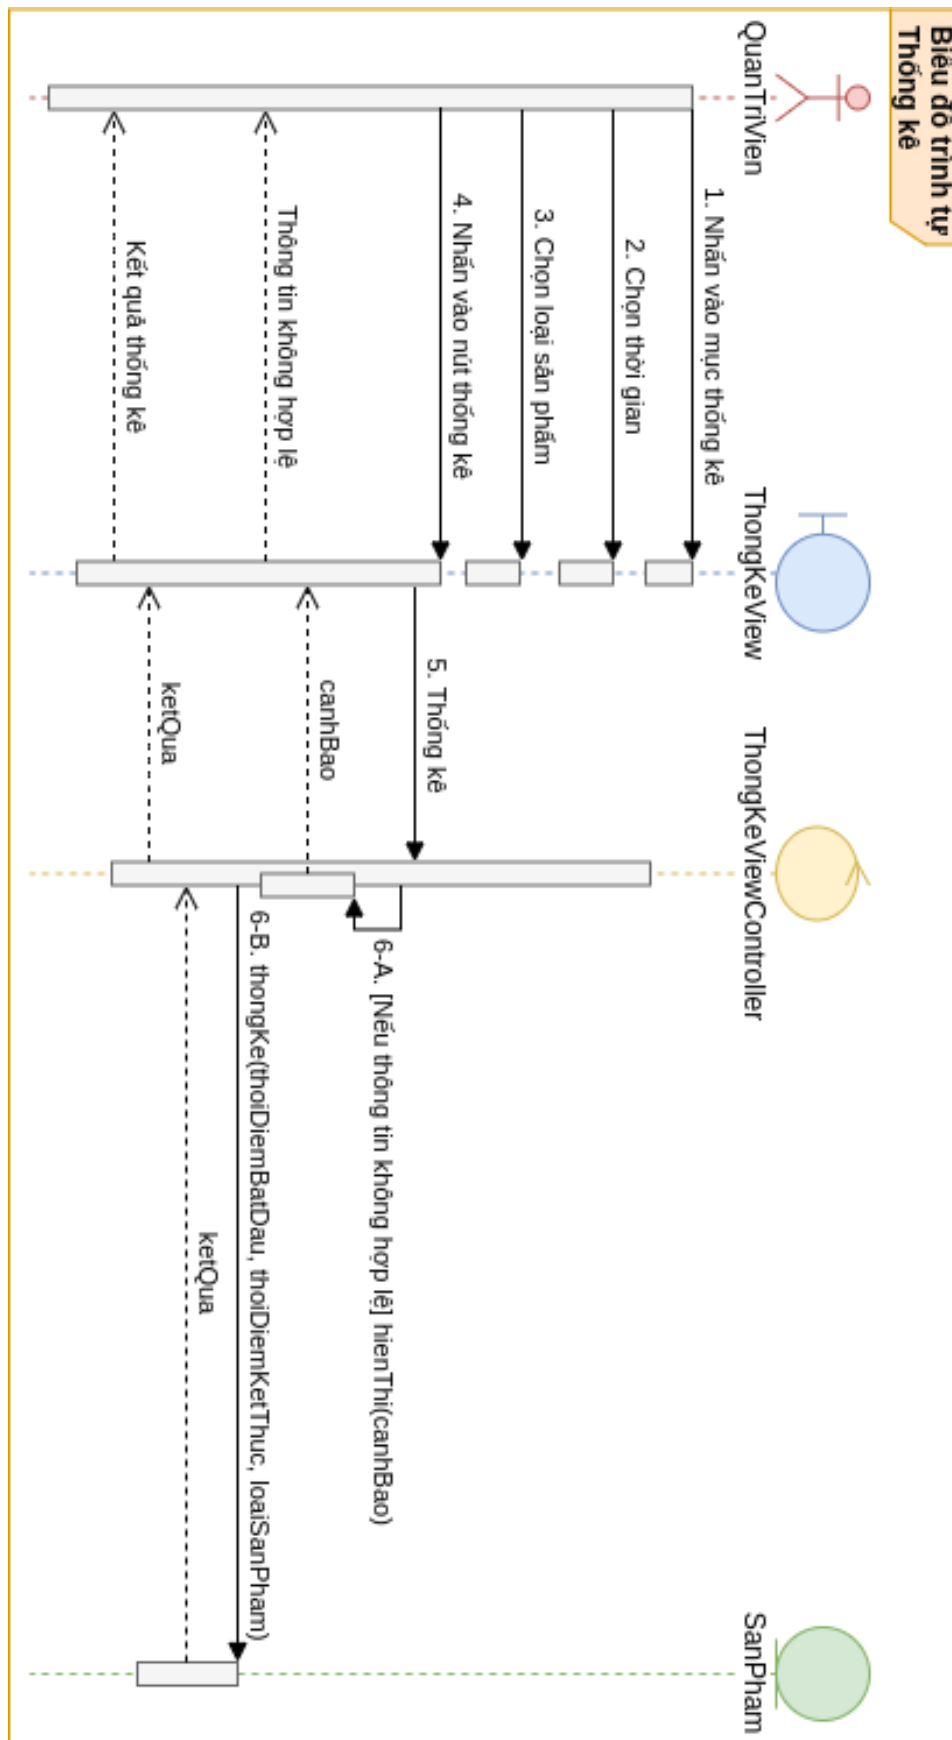 Biểu đồ trình tự
Thống kê
QuanTriVien
ThongKeView
ThongKeViewController
SanPham
1. Nhấn vào mục thống kê
2. Chọn thời gian
3. Chọn loại sản phẩm
4. Nhấn vào nút thống kê
5. Thống kê
6-A. [Nếu thông tin không hợp lệ] hienThi(canhBao)
canhBao
Thông tin không hợp lệ
6-B. thongKe(thoiDiemBatDau, thoiDiemKetThuc, loaiSanPham)
ketQua
ketQua
Kết quả thống kê